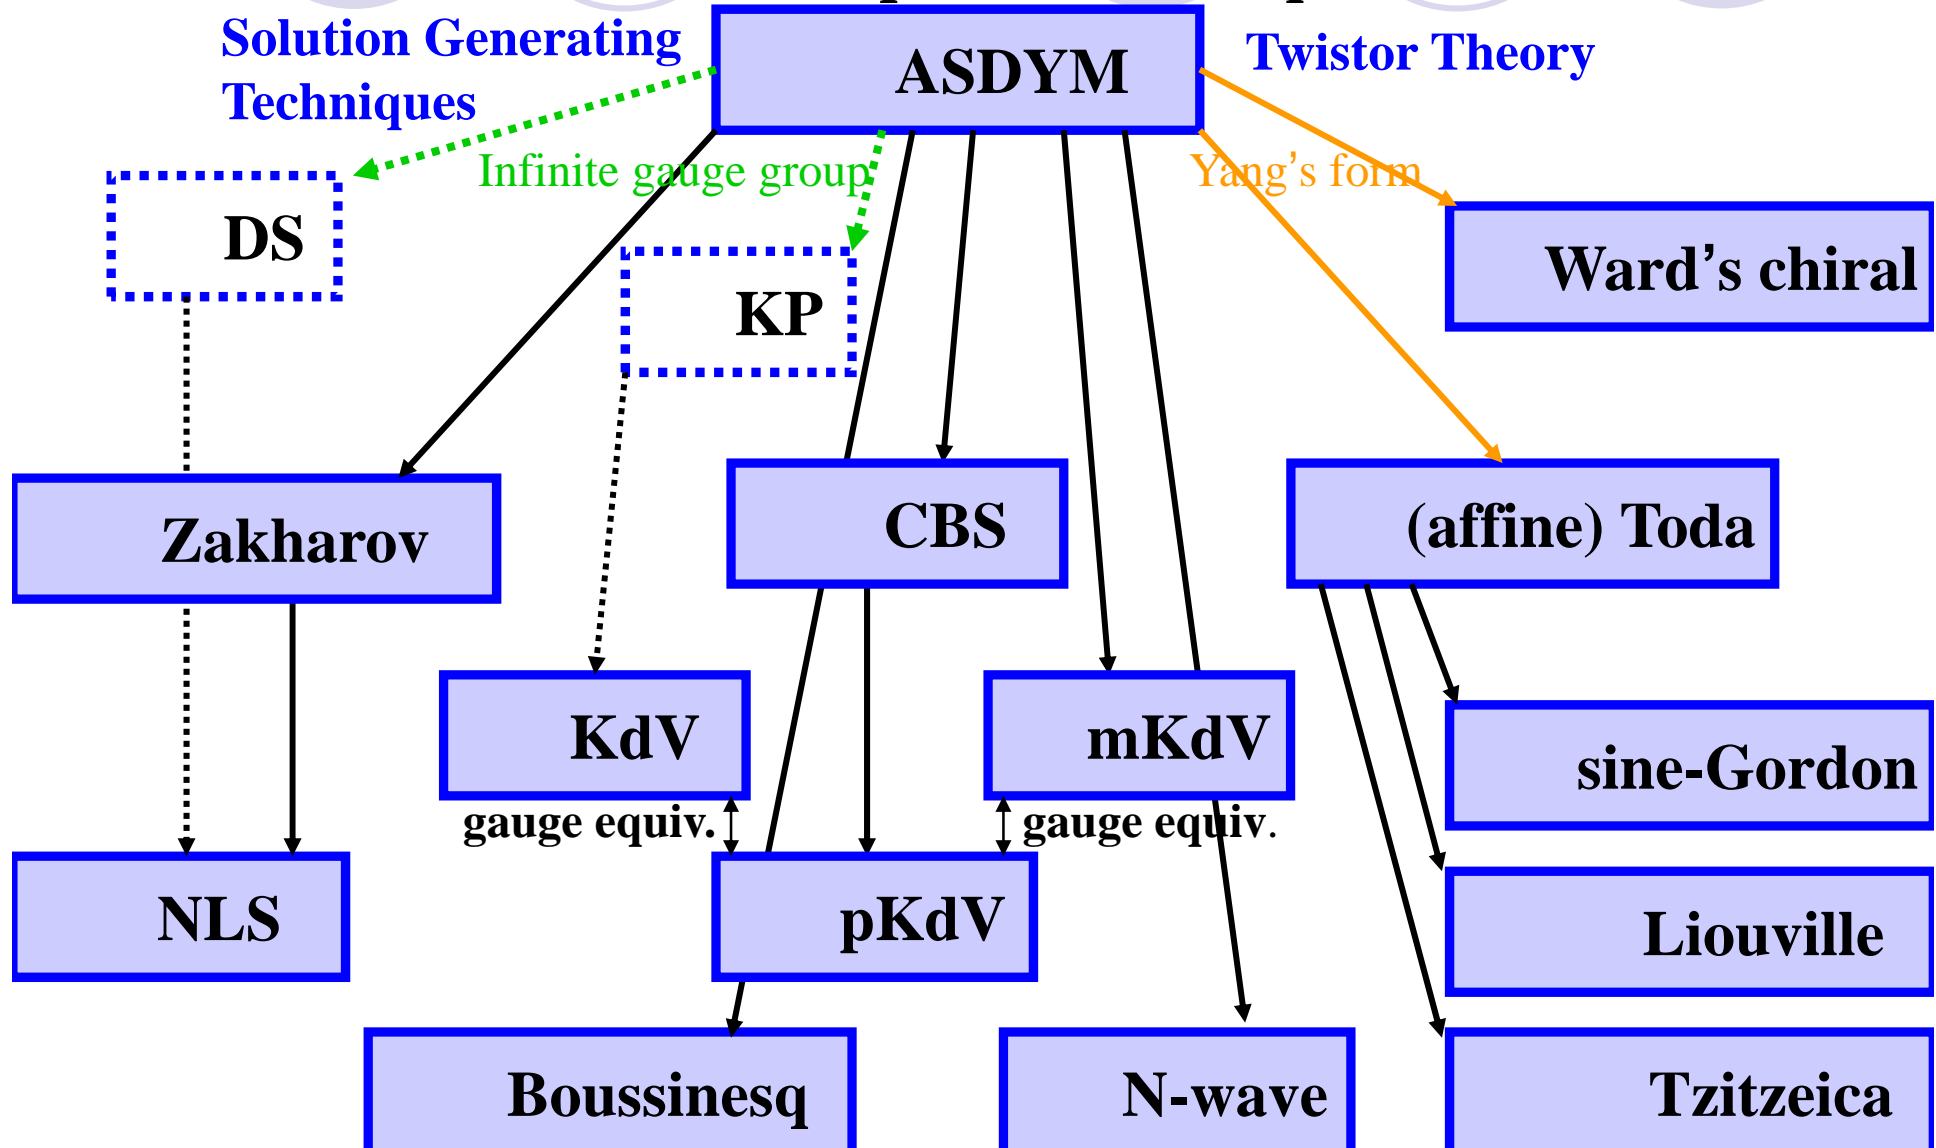 Solution Generating
Techniques
ASDYM
Twistor Theory
Infinite gauge group
Yang's form
DS
KP
Ward's chiral
Zakharov
CBS
(affine) Toda
KdV
mKdV
sine-Gordon
gauge equiv.
gauge equiv.
NLS
pKdV
Liouville
Boussinesq
N-wave
Tzitzeica